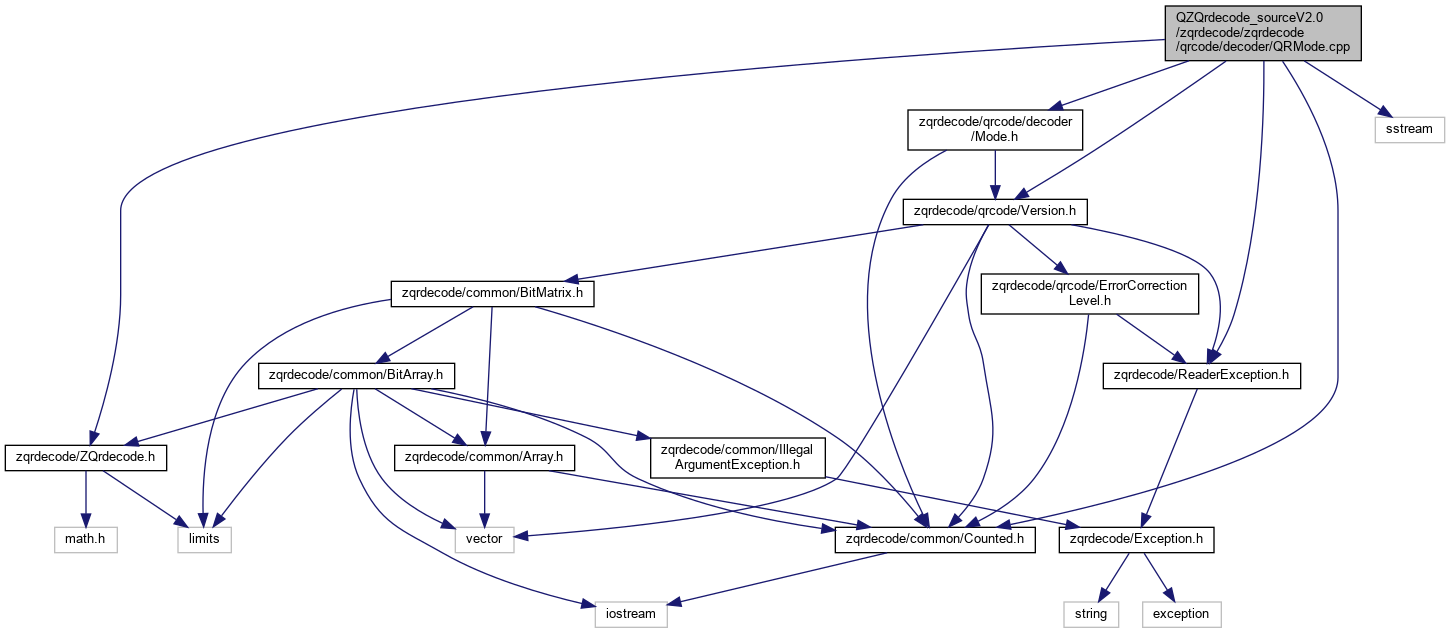 QZQrdecode_sourceV2.0
/zqrdecode/zqrdecode
/qrcode/decoder/QRMode.cpp
zqrdecode/qrcode/decoder
/Mode.h
sstream
zqrdecode/qrcode/Version.h
zqrdecode/common/BitMatrix.h
zqrdecode/qrcode/ErrorCorrection
Level.h
zqrdecode/common/BitArray.h
zqrdecode/ReaderException.h
zqrdecode/ZQrdecode.h
zqrdecode/common/Array.h
zqrdecode/common/Illegal
ArgumentException.h
math.h
limits
vector
zqrdecode/common/Counted.h
zqrdecode/Exception.h
iostream
string
exception